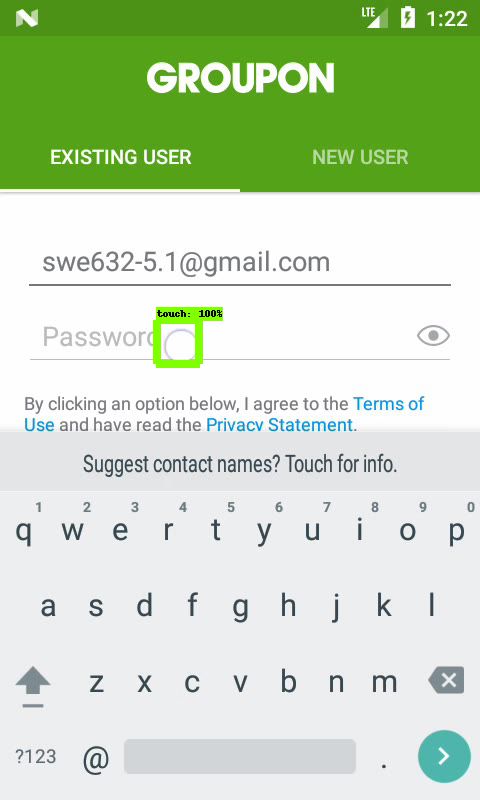 LTE 1:22
GROUPON
EXISTING USER NEW USER
swe632-5.1@gmail.com
touch: 100%
Password
By clicking an option below, I agree to the Terms of
Use and have read the Privacy Statement.
Suggest contact names? Touch for info.
1 2 3 4 5 6 7 8 9 0
q w e r t y u i o p
a s d f g h j k l
z x c v b n m
?123 @ .